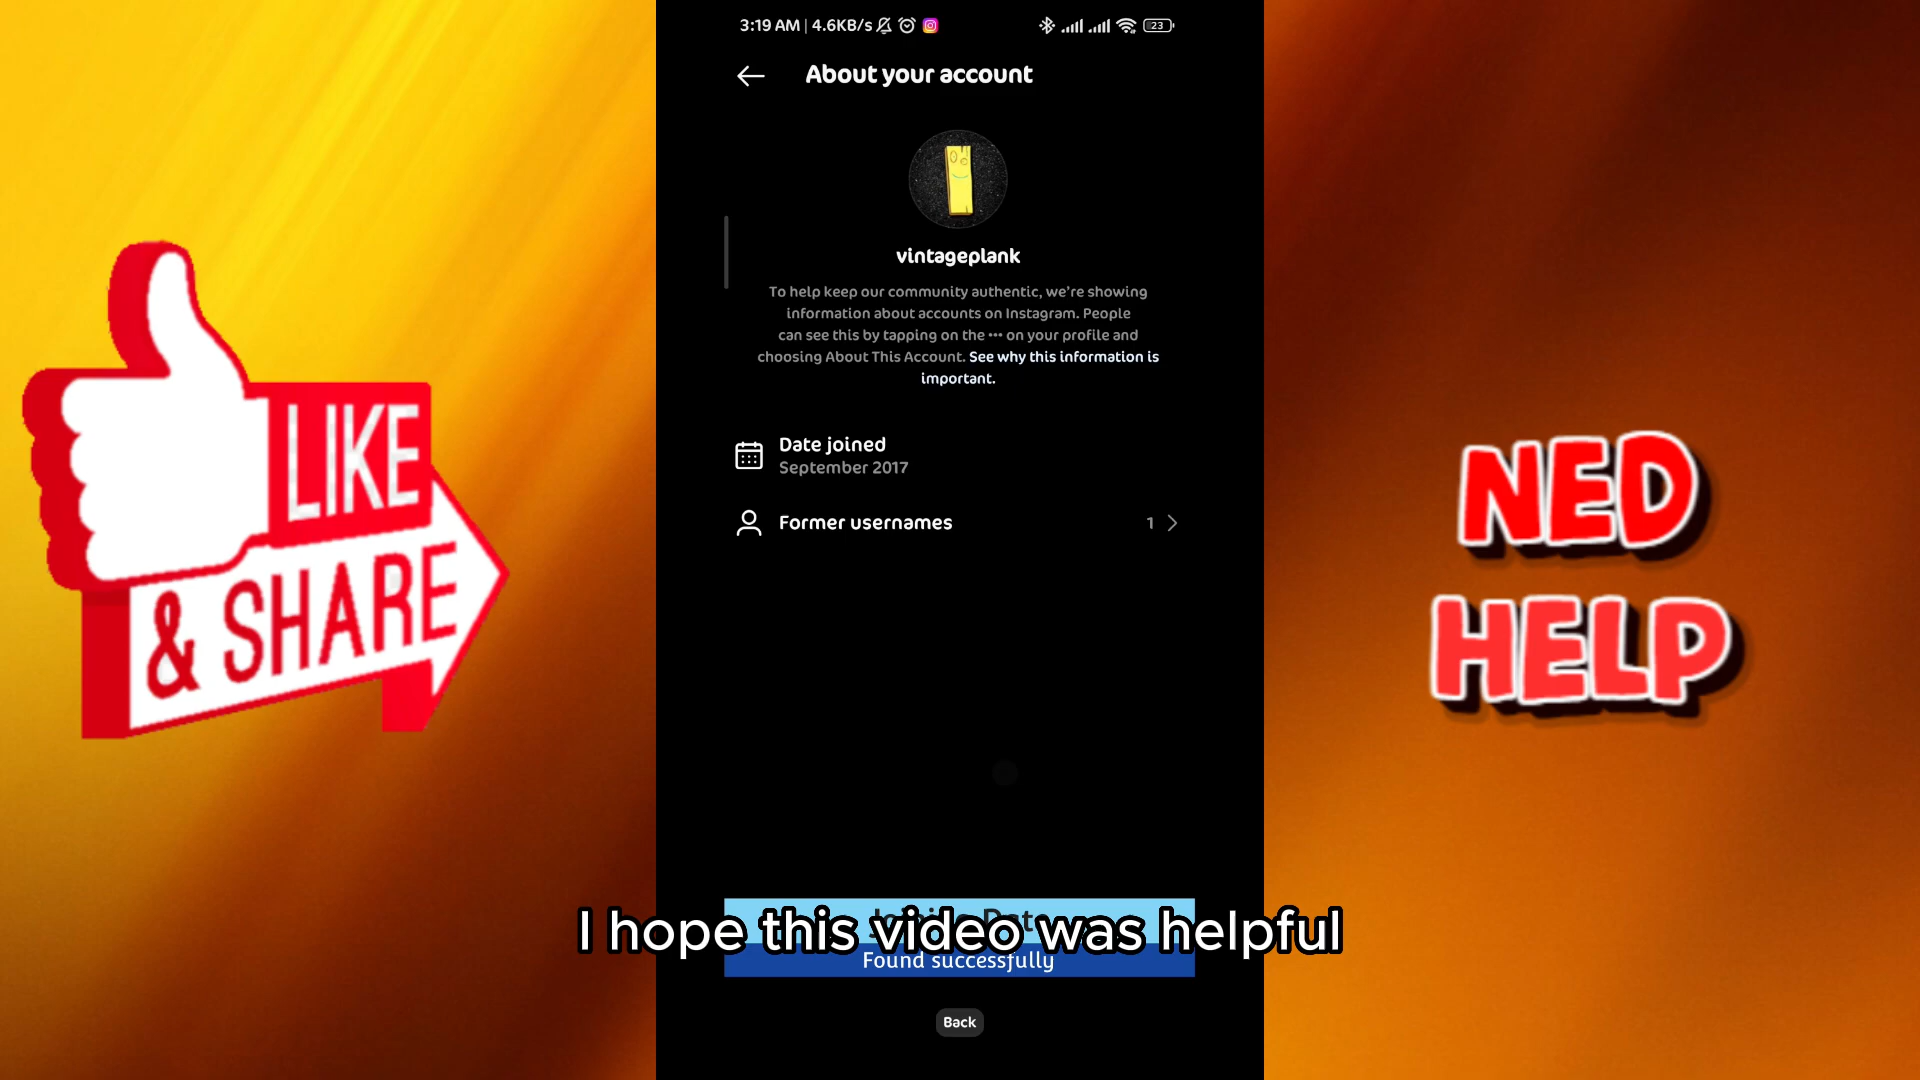 3:19 AM | 4.6KB/s
23
About your account
vintageplank
To help keep our community authentic, we're showing
information about accounts on Instagram. People
can see this by tapping on the ••• on your profile and
choosing About This Account. See why this information is
important.
Date joined
September 2017
Former usernames 1
LIKE
& SHARE
NED
HELP
I hope this video was helpful
Found successfully
Back